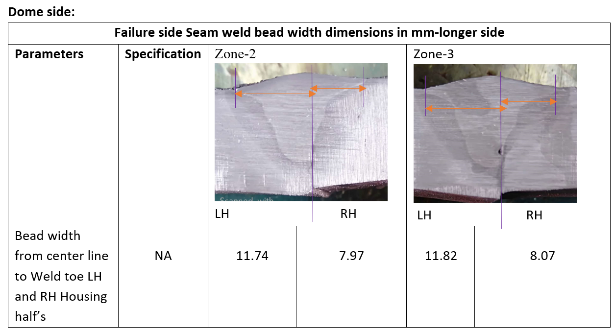 Dome side:
Failure side Seam weld bead width dimensions in mm-longer side
Parameters
Specification
Zone-2
Zone-3
LH
RH
LH
RH
Bead width
from center line
to Weld toe LH
and RH Housing
half's
NA
11.74
7.97
11.82
8.07